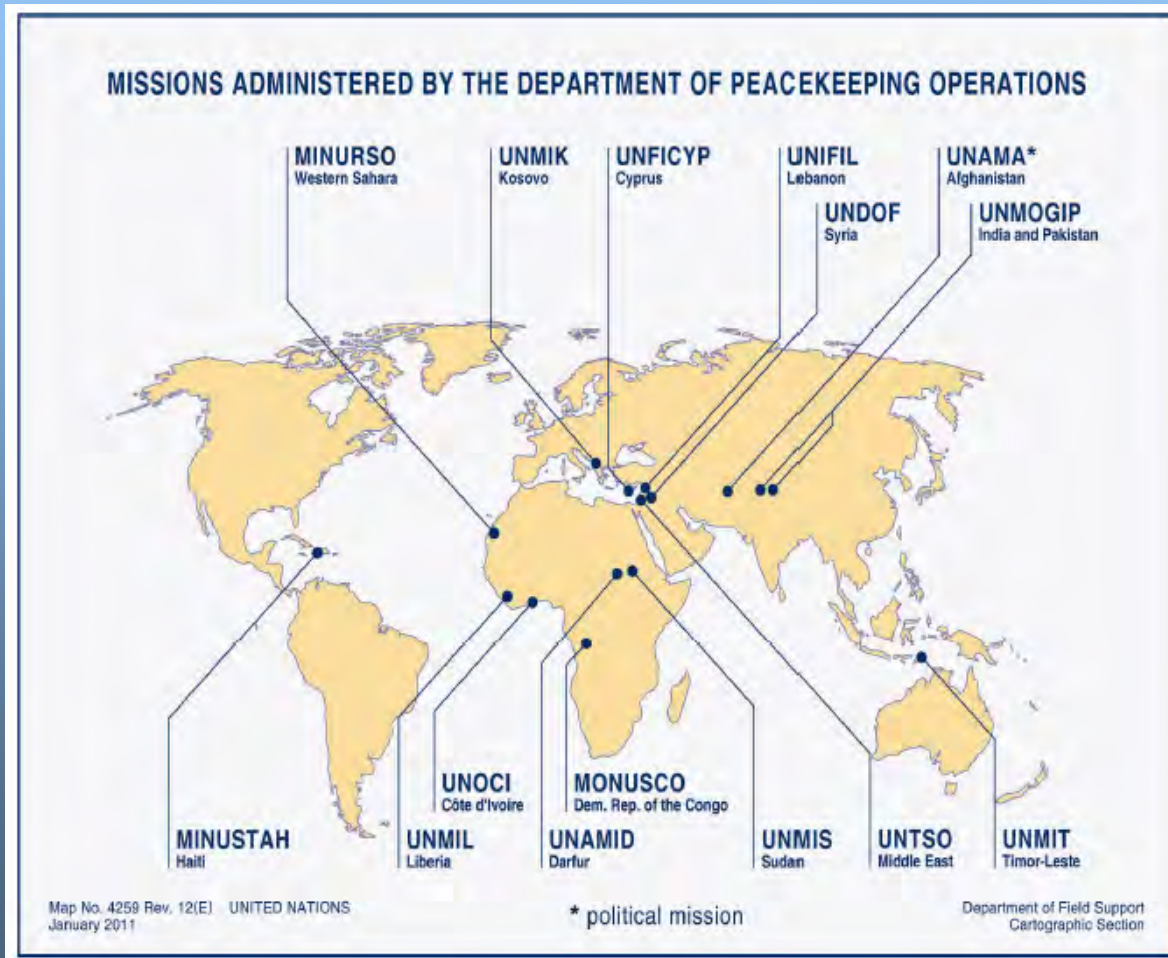 MISSIONS ADMINISTERED BY THE DEPARTMENT OF PEACEKEEPING OPERATIONS
MINURSO
Western Sahara
UNMIK
Kosovo
UNFICYP
Cyprus
UNIFIL
Lebanon
UNAMA*
Afghanistan
UNDOF
Syria
UNMOGIP
India and Pakistan
UNOCI
Côte d'Ivoire
MONUSCO
Dem. Rep. of the Congo
MINUSTAH
Haiti
UNMIL
Liberia
UNAMID
Darfur
UNMIS
Sudan
UNTSO
Middle East
UNMIT
Timor-Leste
Map No. 4259 Rev. 12(E) UNITED NATIONS
January 2011
* political mission
Department of Field Support
Cartographic Section